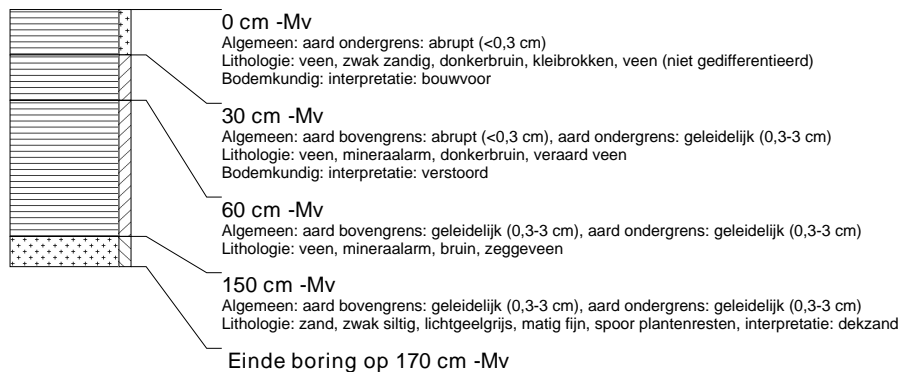 0 cm -Mv
Algemeen: aard ondergrens: abrupt (<0,3 cm)
Lithologie: veen, zwak zandig, donkerbruin, kleibrokken, veen (niet gedifferentieerd)
Bodemkundig: interpretatie: bouwvoor
30 cm -Mv
Algemeen: aard bovengrens: abrupt (<0,3 cm), aard ondergrens: geleidelijk (0,3-3 cm)
Lithologie: veen, mineraalarm, donkerbruin, veraard veen
Bodemkundig: interpretatie: verstoord
60 cm -Mv
Algemeen: aard bovengrens: geleidelijk (0,3-3 cm), aard ondergrens: geleidelijk (0,3-3 cm)
Lithologie: veen, mineraalarm, bruin, zeggeveen
150 cm -Mv
Algemeen: aard bovengrens: geleidelijk (0,3-3 cm), aard ondergrens: geleidelijk (0,3-3 cm)
Lithologie: zand, zwak siltig, lichtgeelgrijs, matig fijn, spoor plantenresten, interpretatie: dekzand
Einde boring op 170 cm -Mv